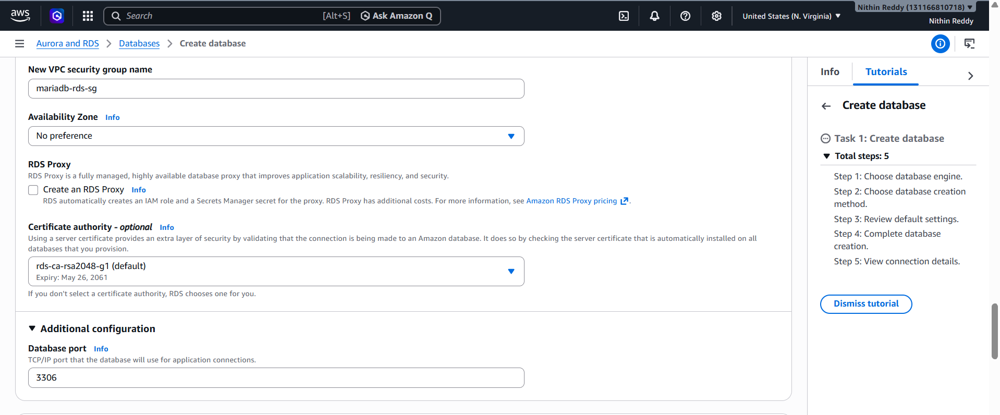 aws
Search [Alt+S] Ask Amazon Q
United States (N. Virginia)
Nithin Reddy (131166810718)
Nithin Reddy
Aurora and RDS > Databases > Create database
New VPC security group name
mariadb-rds-sg
Availability Zone Info
No preference
RDS Proxy
RDS Proxy is a fully managed, highly available database proxy that improves application scalability, resiliency, and security.
Create an RDS Proxy Info
RDS automatically creates an IAM role and a Secrets Manager secret for the proxy. RDS Proxy has additional costs. For more information, see Amazon RDS Proxy pricing.
Certificate authority - optional Info
Using a server certificate provides an extra layer of security by validating that the connection is being made to an Amazon database. It does so by checking the server certificate that is automatically installed on all
databases that you provision.
rds-ca-rsa2048-g1 (default)
Expiry: May 26, 2061
If you don't select a certificate authority, RDS chooses one for you.
Additional configuration
Database port Info
TCP/IP port that the database will use for application connections.
3306
Info Tutorials
Create database
Task 1: Create database
Total steps: 5
Step 1: Choose database engine.
Step 2: Choose database creation
method.
Step 3: Review default settings.
Step 4: Complete database
creation.
Step 5: View connection details.
Dismiss tutorial